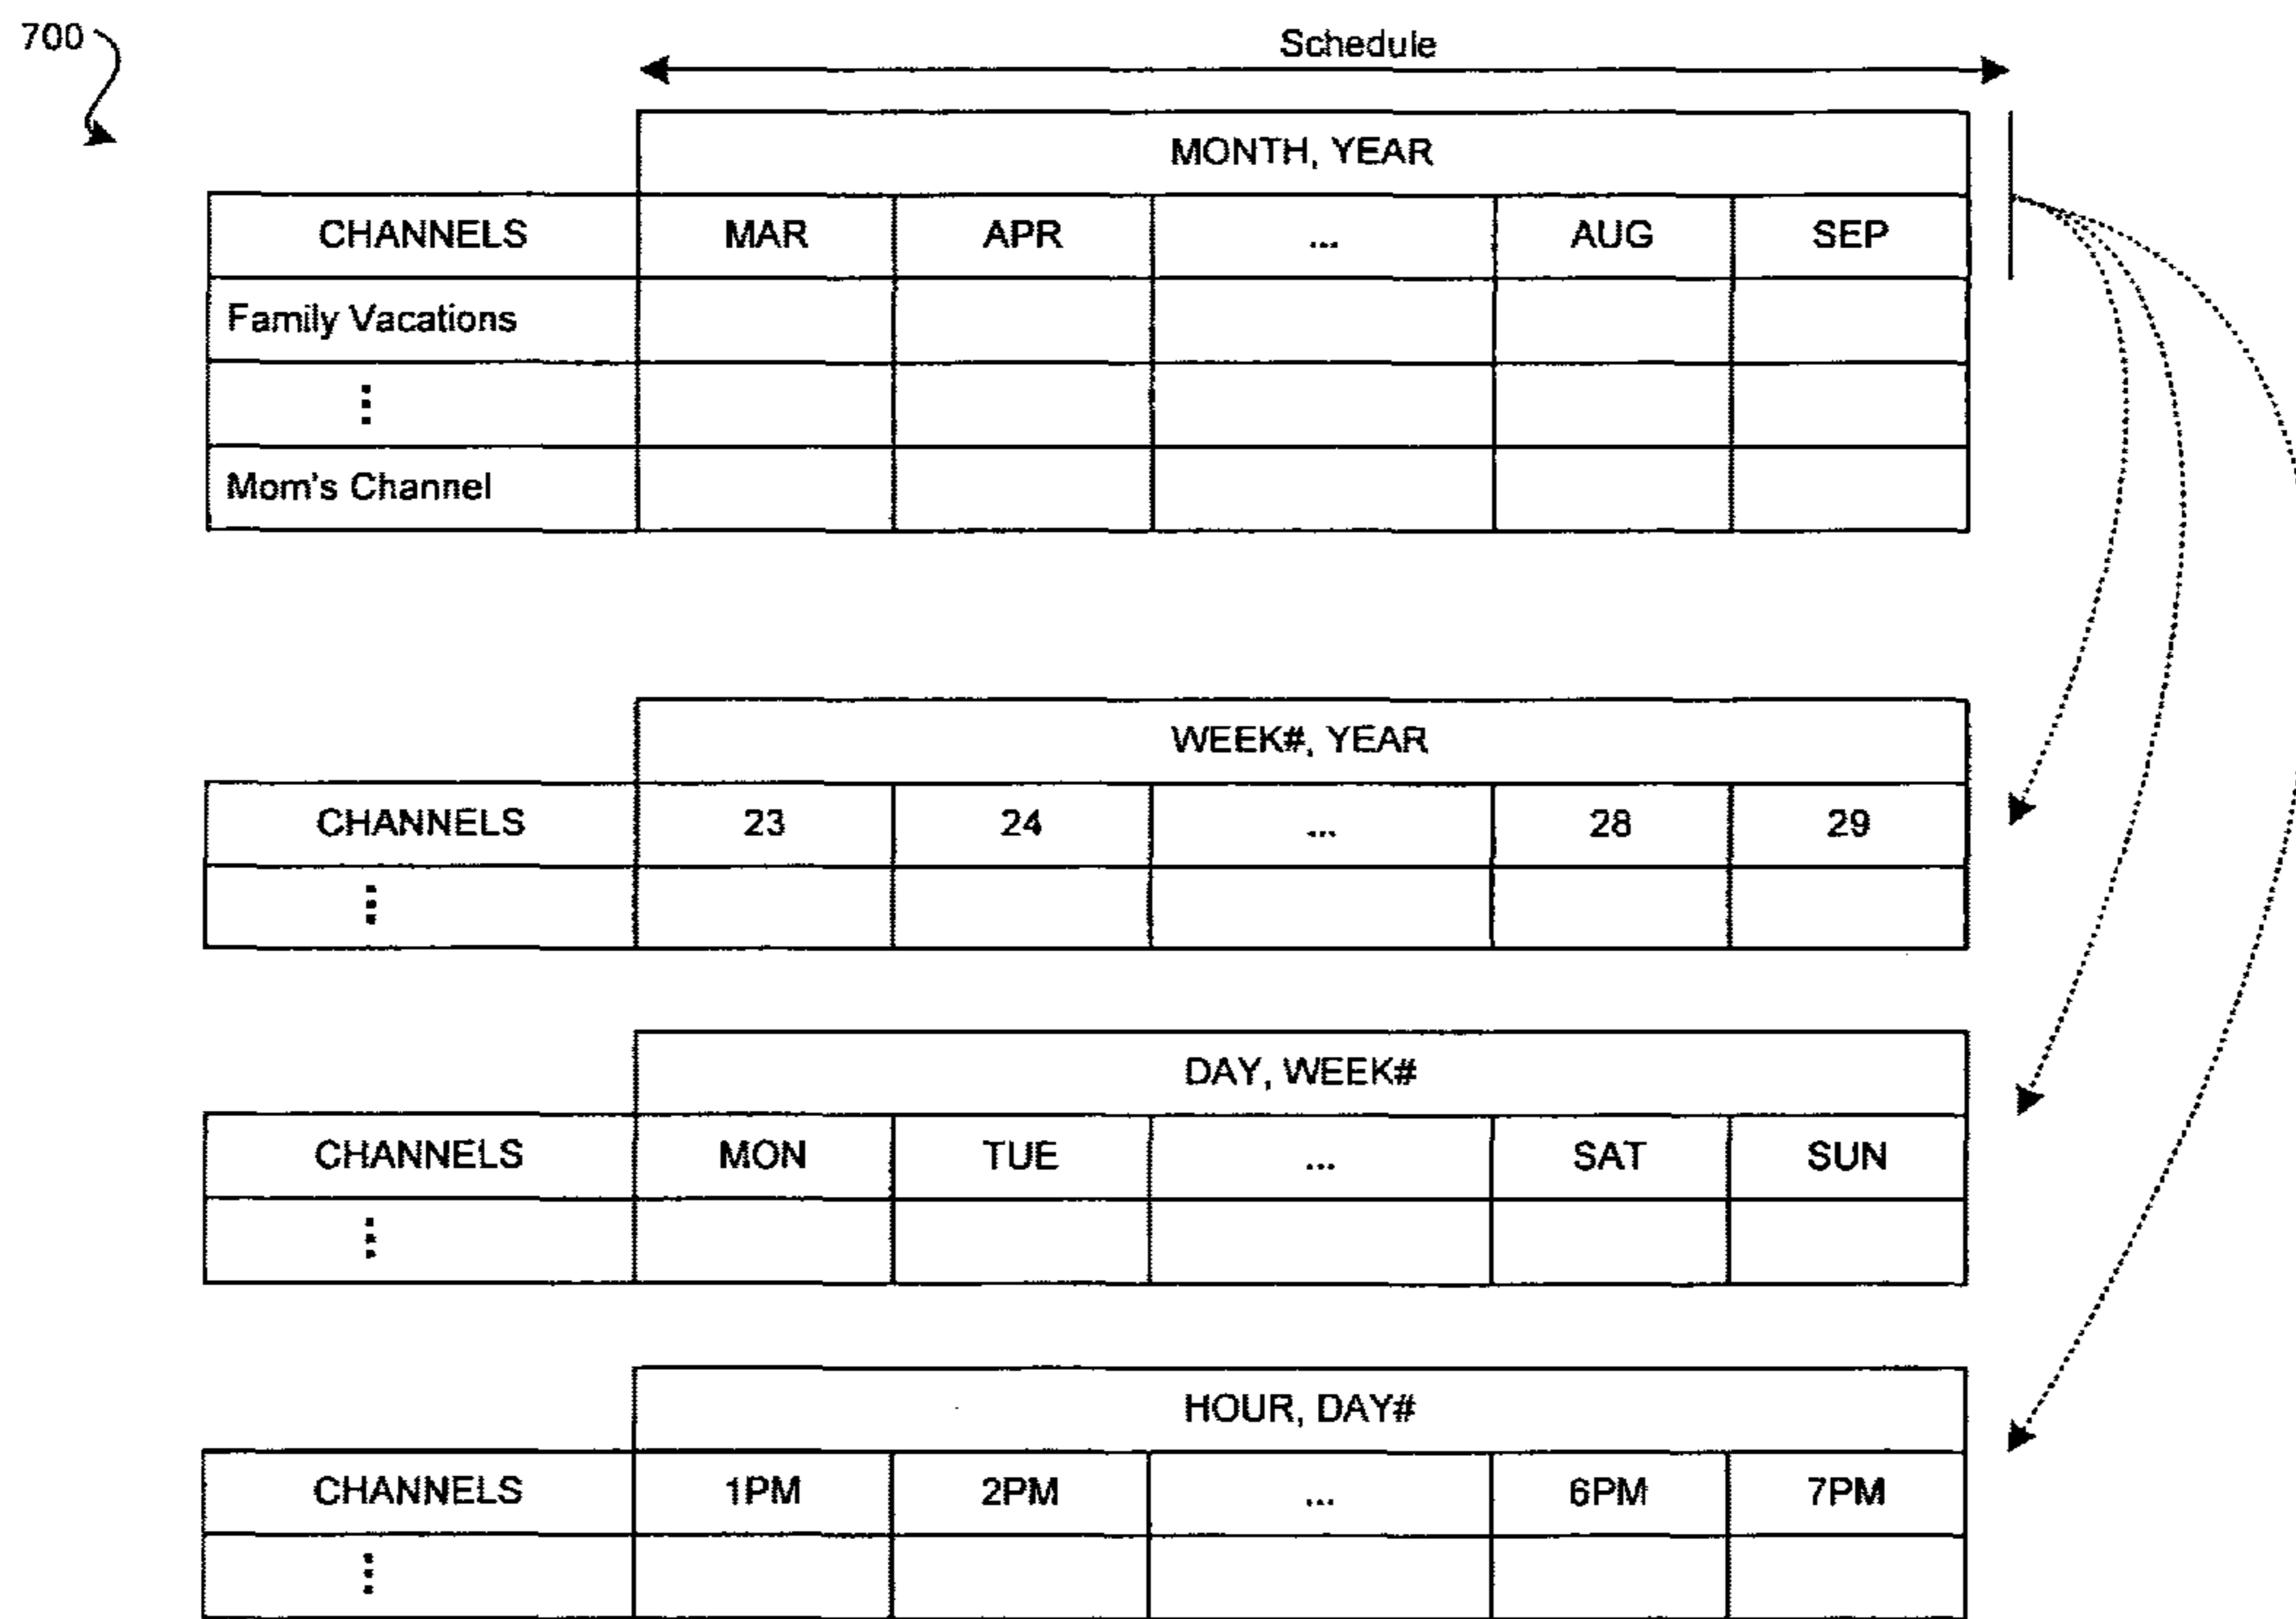 700
Schedule
MONTH, YEAR
CHANNELS MAR APR ... AUG SEP
Family Vacations
⋮
Mom's Channel
WEEK#, YEAR
CHANNELS 23 24 ... 28 29
⋮
DAY, WEEK#
CHANNELS MON TUE ... SAT SUN
⋮
HOUR, DAY#
CHANNELS 1PM 2PM ... 6PM 7PM
⋮